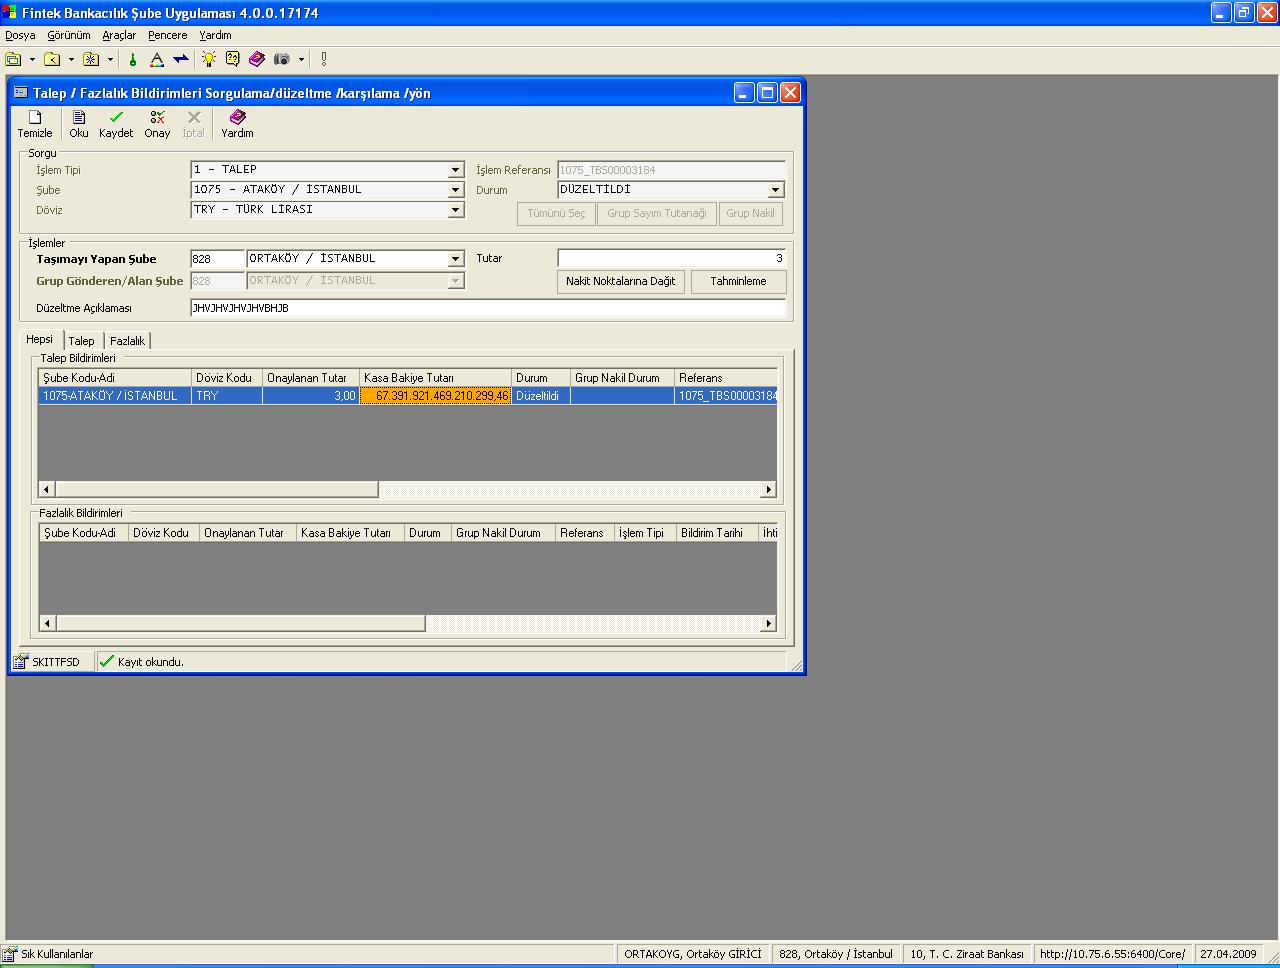 Fintek Bankacılık Şube Uygulaması 4.0.0.17174
Dosya Görünüm Araçlar Pencere Yardım
Talep / Fazlalık Bildirimleri Sorgulama/düzeltme /karşılama /yön
Temizle Oku Kaydet Onay İptal Yardım
Sorgu
İşlem Tipi 1 - TALEP İşlem Referansı 1075_TBS00003184
Şube 1075 - ATAKÖY / İSTANBUL Durum DÜZELTİLDİ
Döviz TRY - TÜRK LİRASI Tümünü Seç Grup Sayım Tutanağı Grup Nakil
İşlemler
Taşımayı Yapan Şube 828 ORTAKÖY / İSTANBUL Tutar 3
Grup Gönderen/Alan Şube 828 ORTAKÖY / İSTANBUL Nakit Noktalarına Dağıt Tahminleme
Düzeltme Açıklaması JHVJHVJHVJHVBHJB
Hepsi Talep Fazlalık
Talep Bildirimleri
Şube Kodu-Adi Döviz Kodu Onaylanan Tutar Kasa Bakiye Tutarı Durum Grup Nakil Durum Referans
1075-ATAKÖY / İSTANBUL TRY 3,00 67.391.921.469.210.299,46 Düzeltildi 1075_TBS00003184
Fazlalık Bildirimleri
Şube Kodu-Adi Döviz Kodu Onaylanan Tutar Kasa Bakiye Tutarı Durum Grup Nakil Durum Referans İşlem Tipi Bildirim Tarihi İhti
SKITTFSD Kayıt okundu.
Sık Kullanılanlar ORTAKOYG, Ortaköy GİRİCİ 828, Ortaköy / İstanbul 10, T. C. Ziraat Bankası http://10.75.6.55:6400/Core/ 27.04.2009